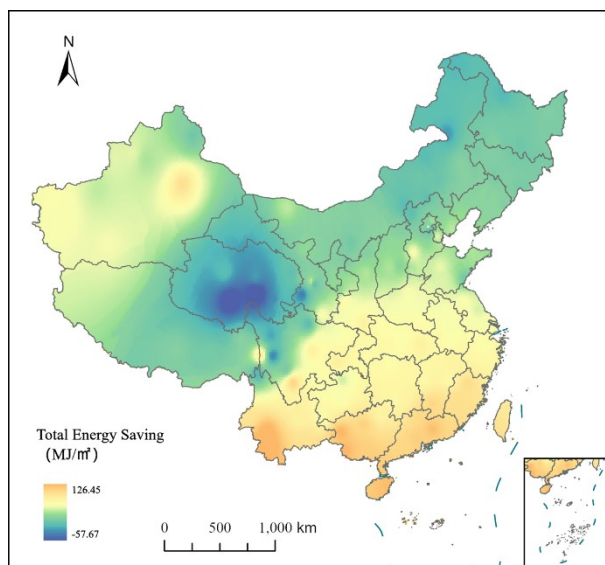 N
Total Energy Saving
(MJ/㎡)
126.45
-57.67
0 500 1,000 km